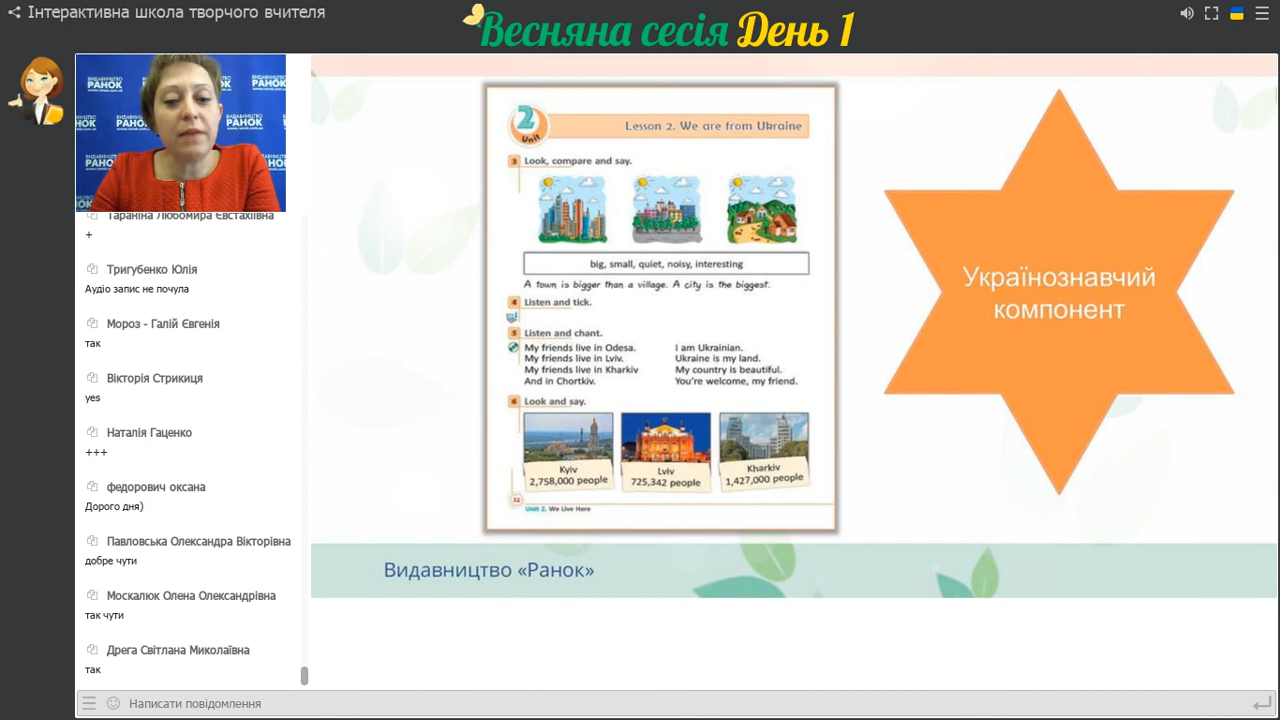 Інтерактивна школа творчого вчителя
Весняна сесія День 1
ВИДАВНИЦТВО
РАНОК
Тараніна Любомира Євстахіївна
+
Тригубенко Юлія
Аудіо запис не почула
Мороз - Галій Євгенія
так
Вікторія Стрикиця
yes
Наталія Гаценко
+++
федорович оксана
Дорого дня)
Павловська Олександра Вікторівна
добре чути
Москалюк Олена Олександрівна
так чути
Дрега Світлана Миколаївна
так
Написати повідомлення
2
Unit
Lesson 2. We are from Ukraine
3 Look, compare and say.
big, small, quiet, noisy, interesting
A town is bigger than a village. A city is the biggest.
4 Listen and tick.
5 Listen and chant.
My friends live in Odesa.
My friends live in Lviv.
My friends live in Kharkiv
And in Chortkiv.
I am Ukrainian.
Ukraine is my land.
My country is beautiful.
You're welcome, my friend.
6 Look and say.
Kyiv
2,758,000 people
Lviv
725,342 people
Kharkiv
1,427,000 people
32
Unit 2. We Live Here
Українознавчий
компонент
Видавництво «Ранок»